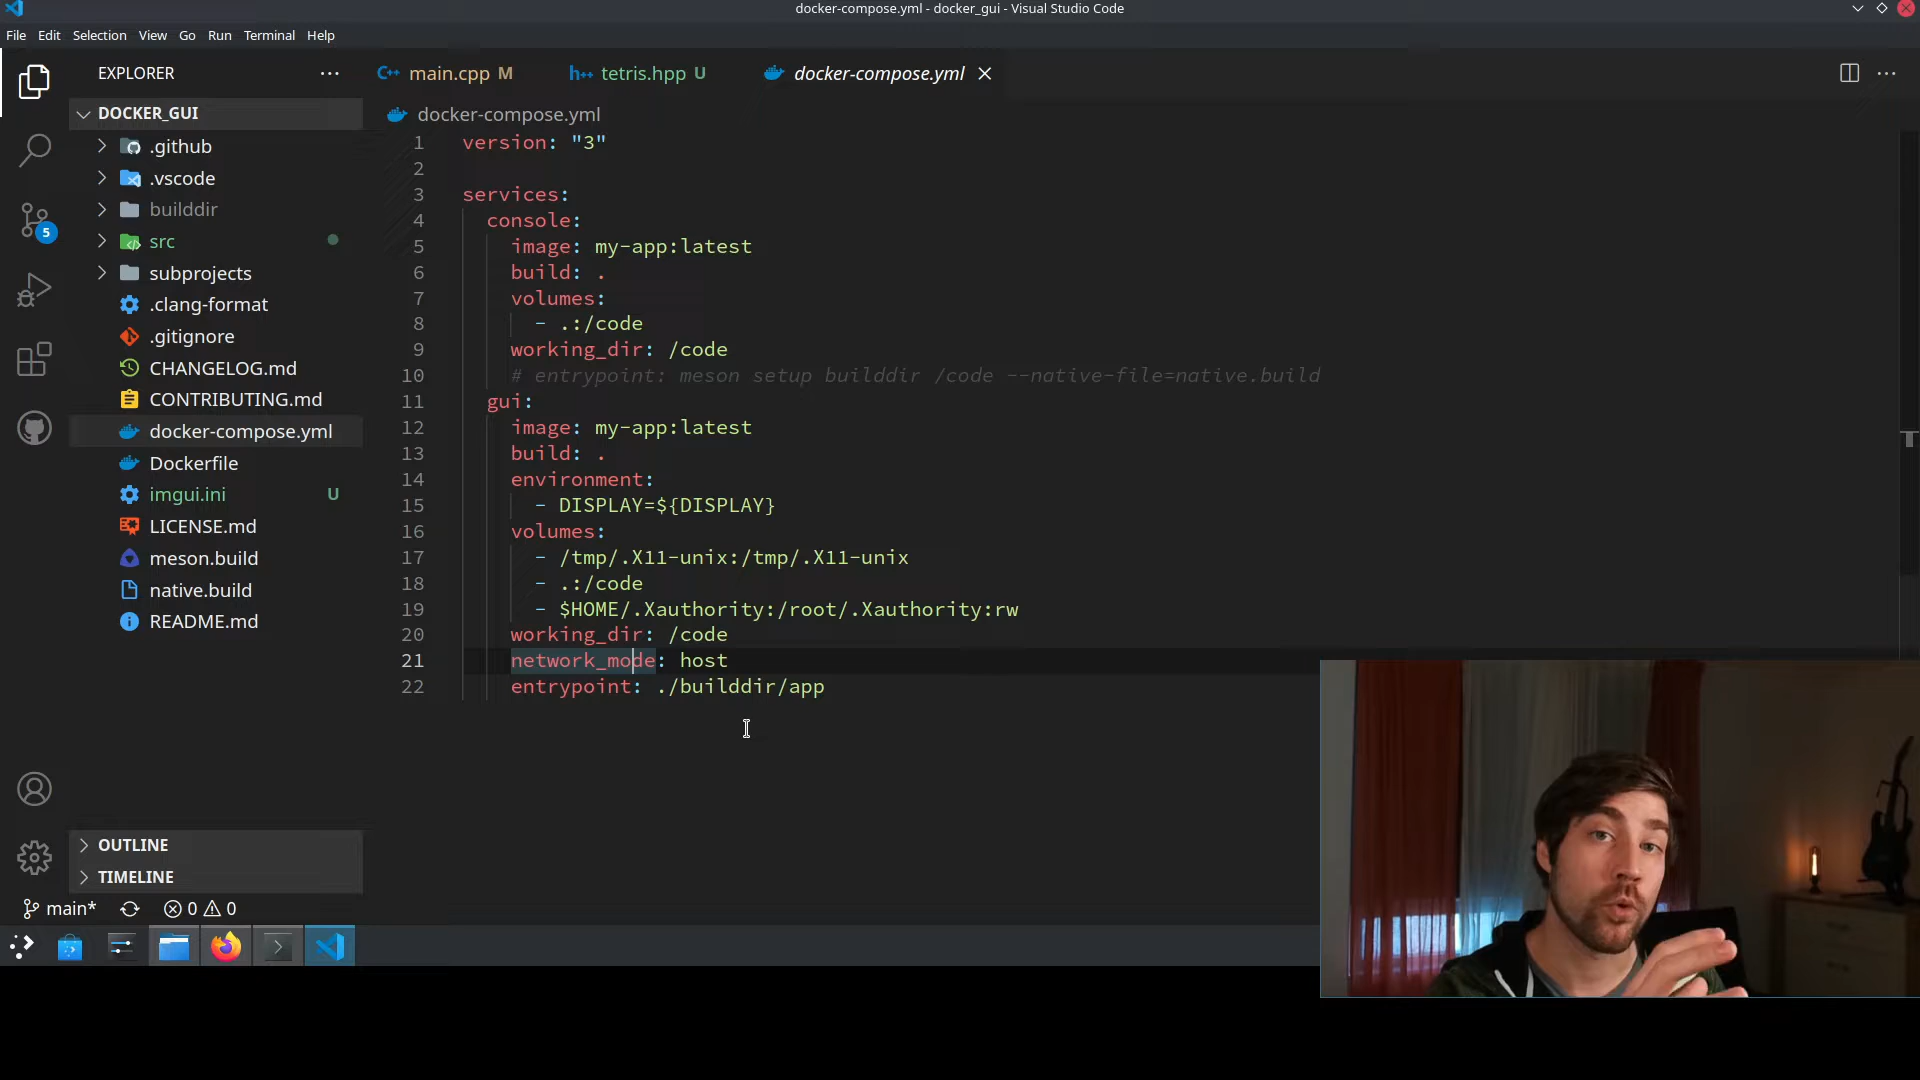 docker-compose.yml - docker_gui - Visual Studio Code
File Edit Selection View Go Run Terminal Help
EXPLORER
main.cpp M
tetris.hpp U
docker-compose.yml
DOCKER_GUI
.github
.vscode
builddir
src
subprojects
.clang-format
.gitignore
CHANGELOG.md
CONTRIBUTING.md
docker-compose.yml
Dockerfile
imgui.ini U
LICENSE.md
meson.build
native.build
README.md
5
OUTLINE
TIMELINE
docker-compose.yml
1 version: "3"
2
3 services:
4 console:
5 image: my-app:latest
6 build: .
7 volumes:
8 - .:/code
9 working_dir: /code
10 # entrypoint: meson setup builddir /code --native-file=native.build
11 gui:
12 image: my-app:latest
13 build: .
14 environment:
15 - DISPLAY=${DISPLAY}
16 volumes:
17 - /tmp/.X11-unix:/tmp/.X11-unix
18 - .:/code
19 - $HOME/.Xauthority:/root/.Xauthority:rw
20 working_dir: /code
21 network_mode: host
22 entrypoint: ./builddir/app
main* 0 0